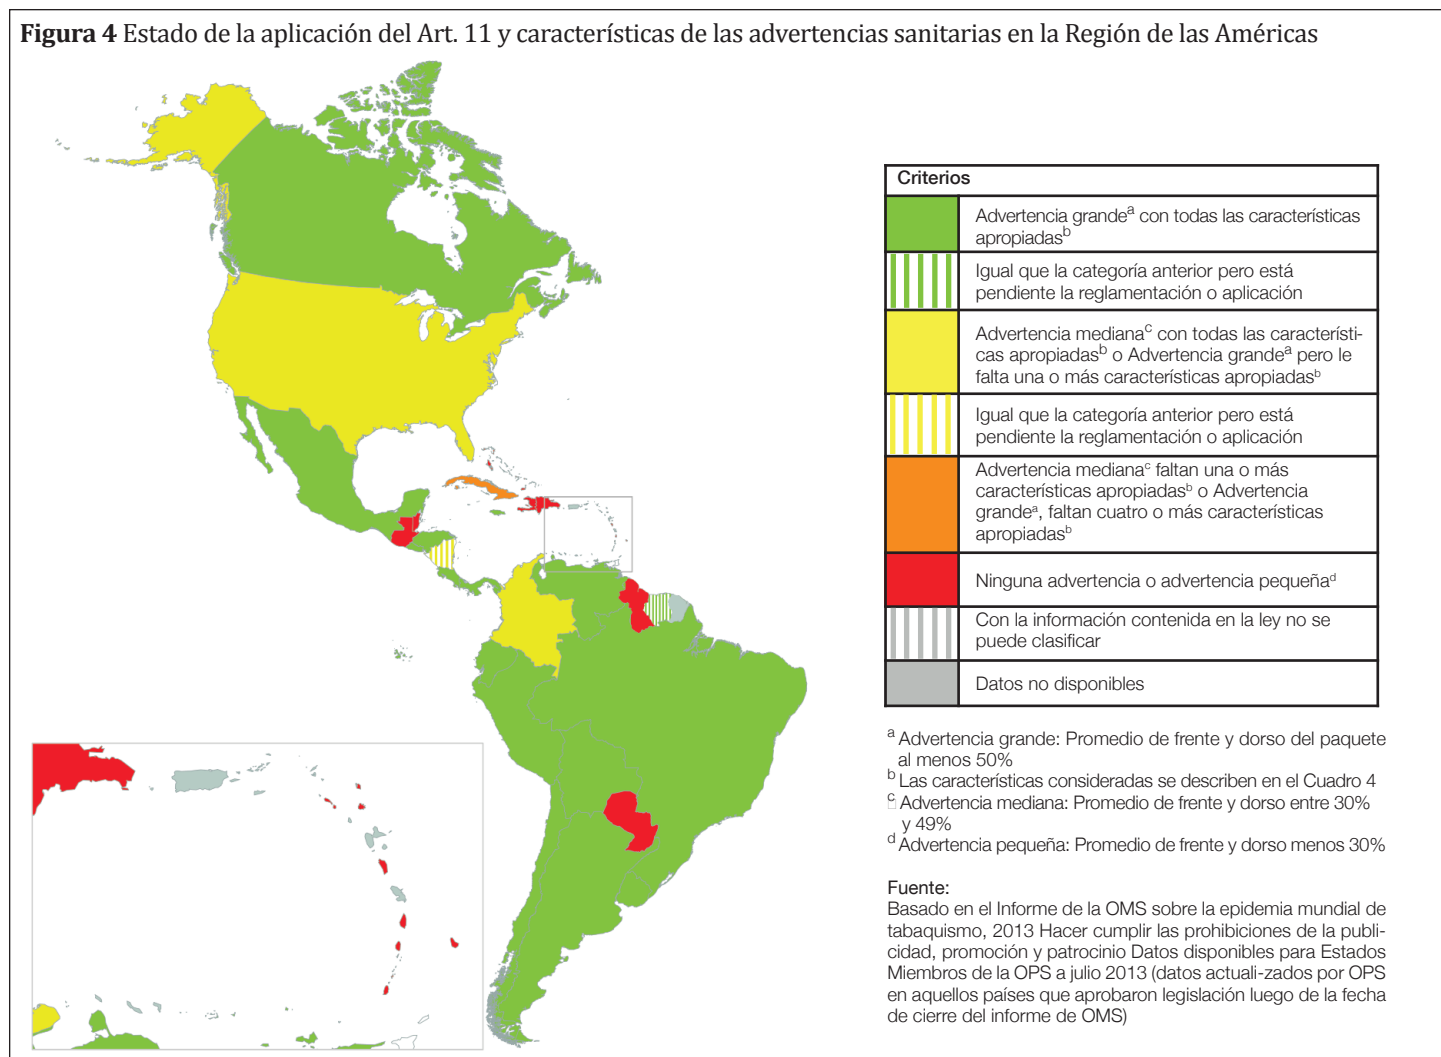 Figura 4 Estado de la aplicación del Art. 11 y características de las advertencias sanitarias en la Región de las Américas
Criterios
Advertencia grandeᵃ con todas las características
apropiadasᵇ
Igual que la categoría anterior pero está
pendiente la reglamentación o aplicación
Advertencia medianaᶜ con todas las característi-
cas apropiadasᵇ o Advertencia grandeᵃ pero le
falta una o más características apropiadasᵇ
Igual que la categoría anterior pero está
pendiente la reglamentación o aplicación
Advertencia medianaᶜ faltan una o más
características apropiadasᵇ o Advertencia
grandeᵃ, faltan cuatro o más características
apropiadasᵇ
Ninguna advertencia o advertencia pequeñaᵈ
Con la información contenida en la ley no se
puede clasificar
Datos no disponibles
ᵃ Advertencia grande: Promedio de frente y dorso del paquete
al menos 50%
ᵇ Las características consideradas se describen en el Cuadro 4
ᶜ Advertencia mediana: Promedio de frente y dorso entre 30%
y 49%
ᵈ Advertencia pequeña: Promedio de frente y dorso menos 30%
Fuente:
Basado en el Informe de la OMS sobre la epidemia mundial de
tabaquismo, 2013 Hacer cumplir las prohibiciones de la publi-
cidad, promoción y patrocinio Datos disponibles para Estados
Miembros de la OPS a julio 2013 (datos actuali-zados por OPS
en aquellos países que aprobaron legislación luego de la fecha
de cierre del informe de OMS)